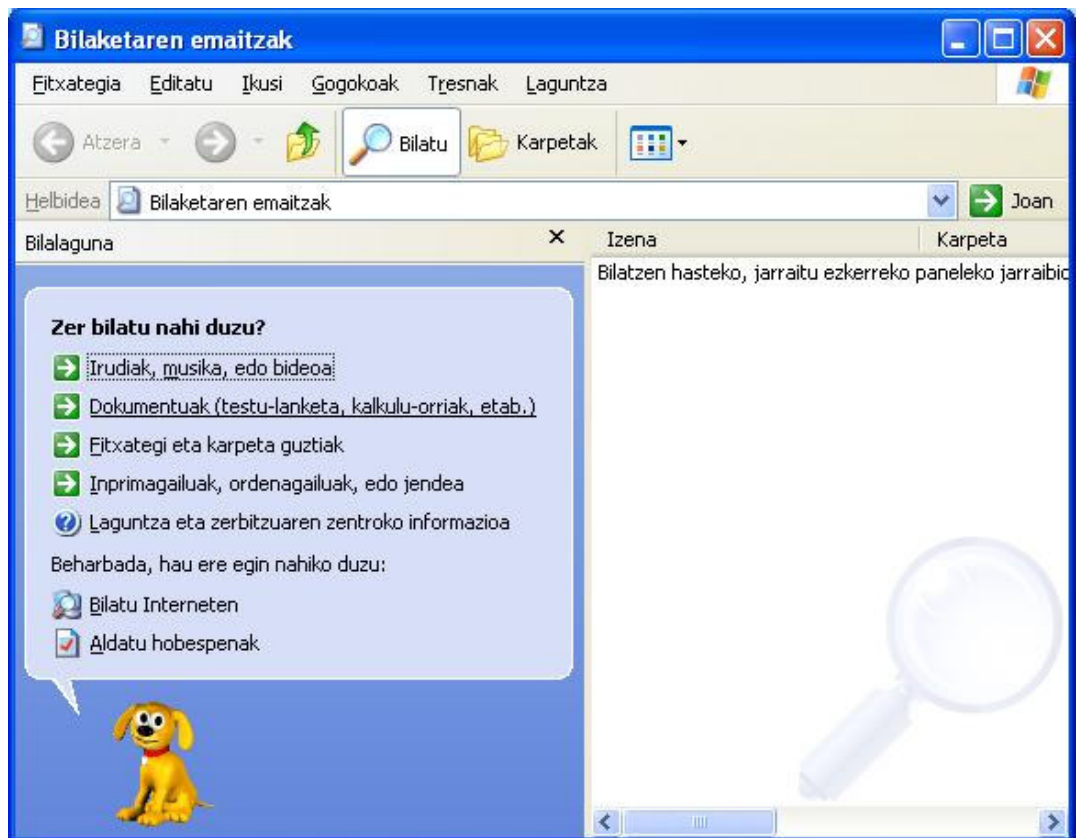 Bilaketaren emaitzak
Fitxategia Editatu Ikusi Gogokoak Tresnak Laguntza
Atzera Bilatu Karpetak
Helbidea Bilaketaren emaitzak Joan
Bilalaguna
Zer bilatu nahi duzu?
Irudiak, musika, edo bideoa
Dokumentuak (testu-lanketa, kalkulu-orriak, etab.)
Fitxategi eta karpeta guztiak
Inprimagailuak, ordenagailuak, edo jendea
Laguntza eta zerbitzuaren zentroko informazioa
Beharbada, hau ere egin nahiko duzu:
Bilatu Interneten
Aldatu hobespenak
Izena Karpeta
Bilatzen hasteko, jarraitu ezkerreko paneleko